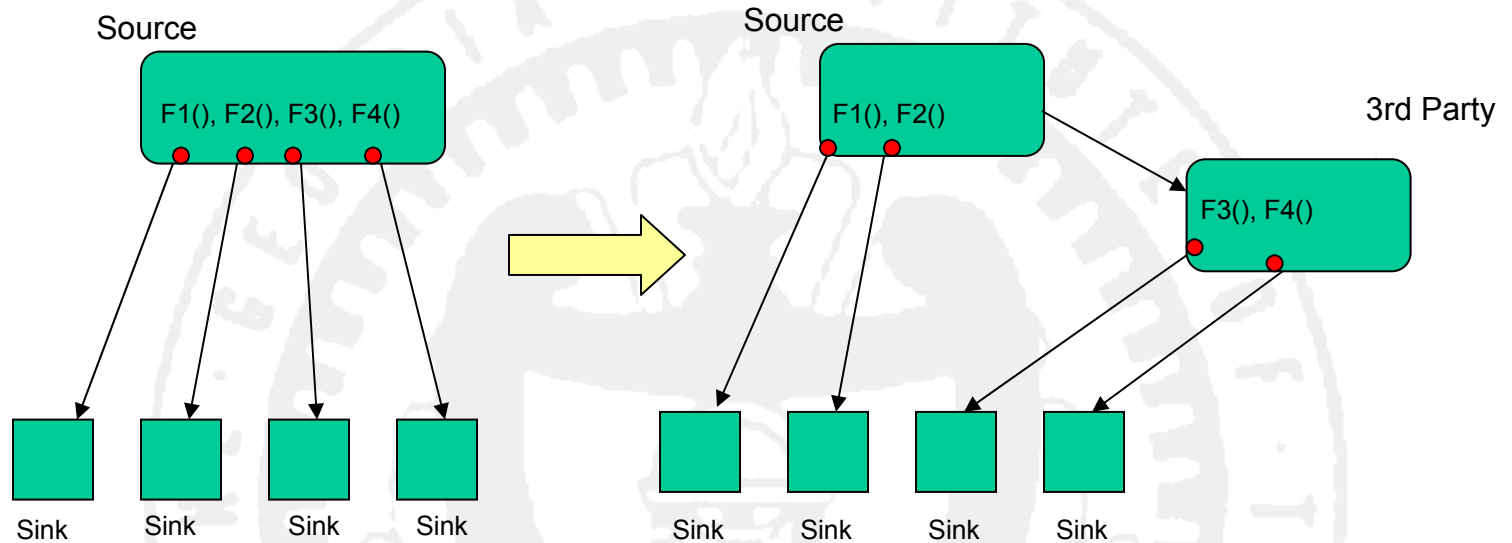 Source
F1(), F2(), F3(), F4()
Sink
Sink
Sink
Sink
Source
F1(), F2()
3rd Party
F3(), F4()
Sink
Sink
Sink
Sink